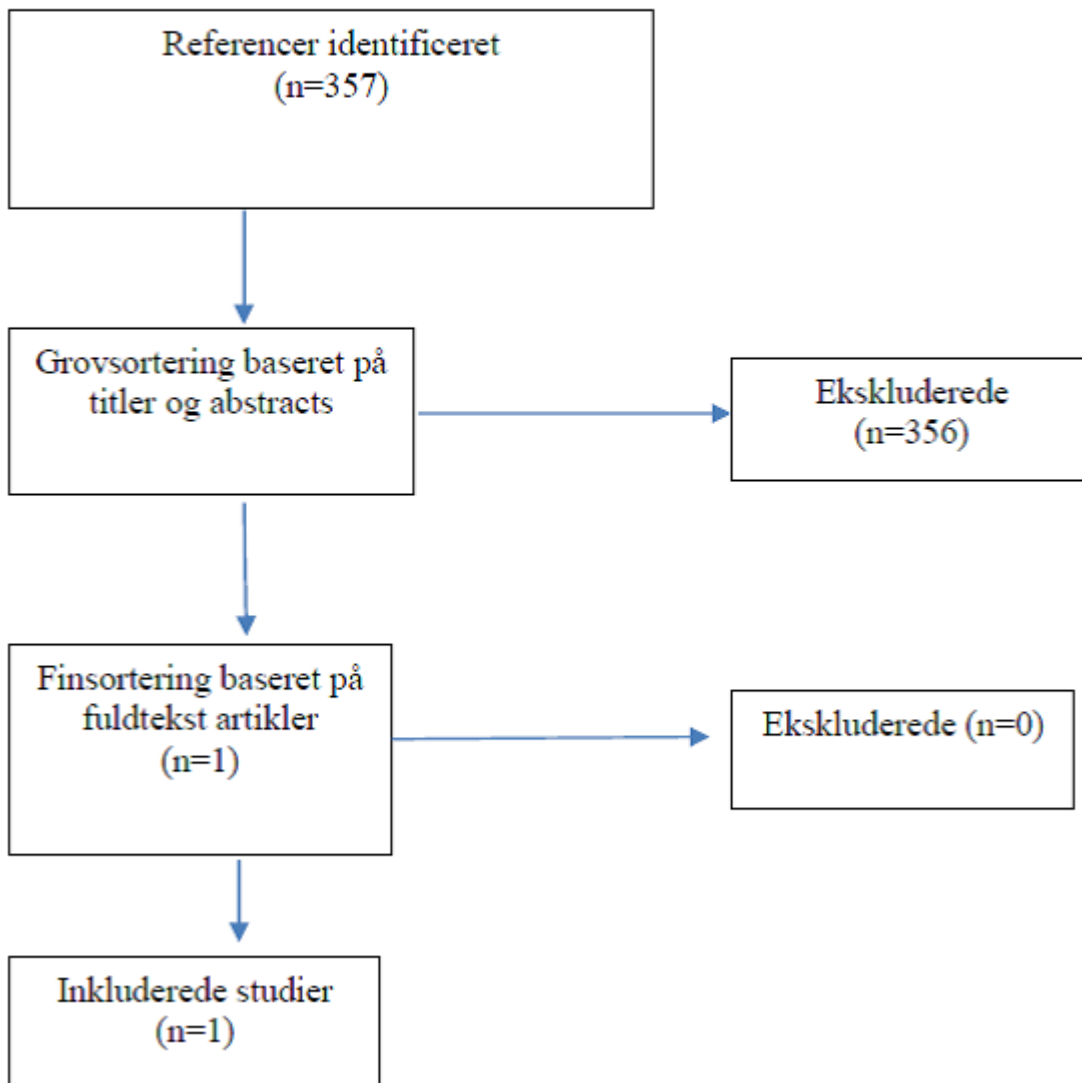 Referencer identificeret
(n=357)
Grovsortering baseret på
titler og abstracts
Ekskluderede
(n=356)
Finsortering baseret på
fuldtekst artikler
(n=1)
Ekskluderede (n=0)
Inkluderede studier
(n=1)